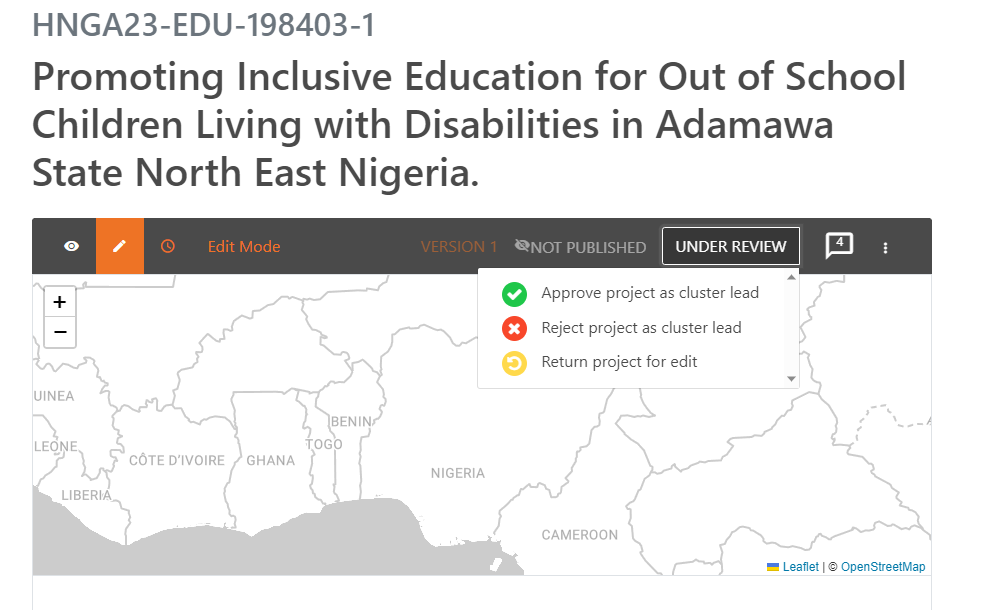 HNGA23-EDU-198403-1
Promoting Inclusive Education for Out of School
Children Living with Disabilities in Adamawa
State North East Nigeria.
Edit Mode
VERSION 1
NOT PUBLISHED
UNDER REVIEW
4
Approve project as cluster lead
Reject project as cluster lead
Return project for edit
+
−
UINEA
LEONE
LIBERIA
CÔTE D'IVOIRE
GHANA
TOGO
BENIN
NIGERIA
CAMEROON
Leaflet | © OpenStreetMap